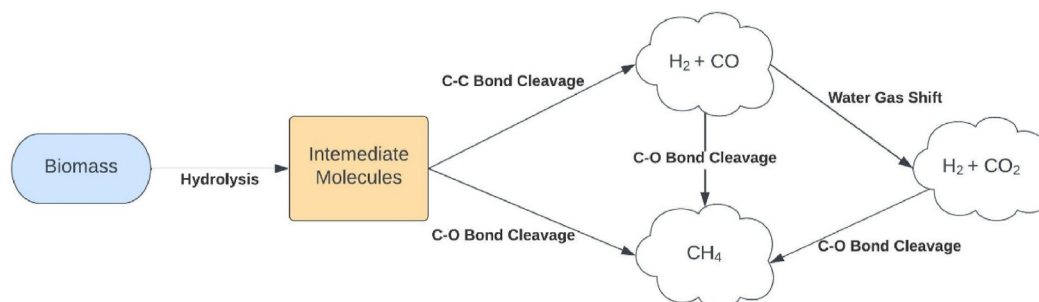 H₂ + CO
C-C Bond Cleavage
Water Gas Shift
Biomass
Hydrolysis
Intemediate
Molecules
C-O Bond Cleavage
H₂ + CO₂
C-O Bond Cleavage
CH₄
C-O Bond Cleavage